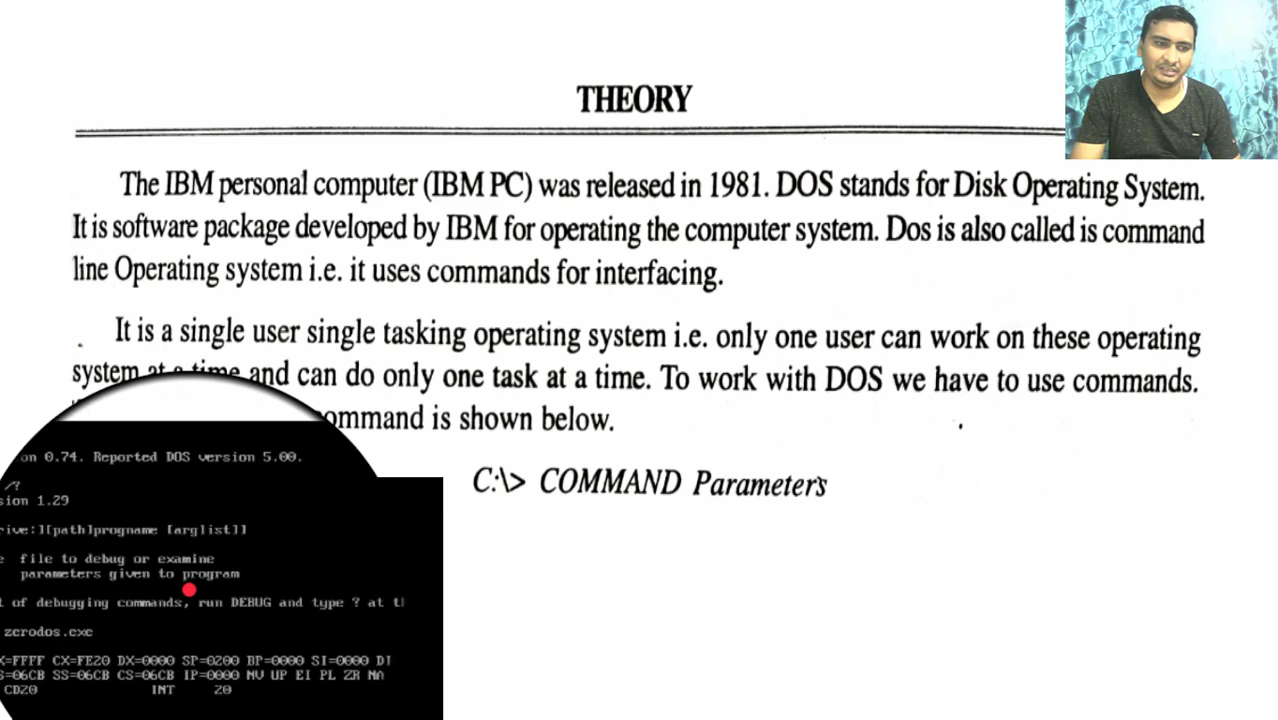 THEORY
The IBM personal computer (IBM PC) was released in 1981. DOS stands for Disk Operating System.
It is software package developed by IBM for operating the computer system. Dos is also called is command
line Operating system i.e. it uses commands for interfacing.
It is a single user single tasking operating system i.e. only one user can work on these operating
system at a time and can do only one task at a time. To work with DOS we have to use commands.
command is shown below.
C:\> COMMAND Parameters
on 0.74. Reported DOS version 5.00.
/?
sion 1.29
rive:][path]progname [arglist]]
file to debug or examine
parameters given to program
of debugging commands, run DEBUG and type ? at t
zerodos.exe
X=FFFF CX=FE20 DX=0000 SP=0200 BP=0000 SI=0000 DI
S=06CB SS=06CB CS=06CB IP=0000 NV UP EI PL ZR NA
CD20 INT 20